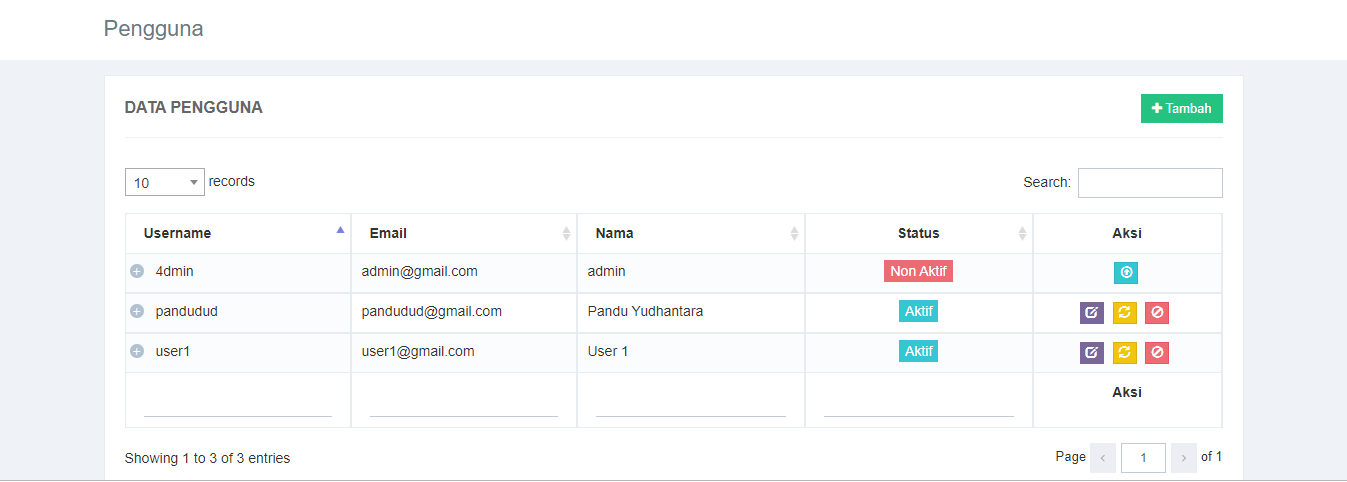 Pengguna
DATA PENGGUNA
Tambah
10 records
Search:
Username Email Nama Status Aksi
4dmin admin@gmail.com admin Non Aktif
pandudud pandudud@gmail.com Pandu Yudhantara Aktif
user1 user1@gmail.com User 1 Aktif
Aksi
Showing 1 to 3 of 3 entries
Page 1 of 1